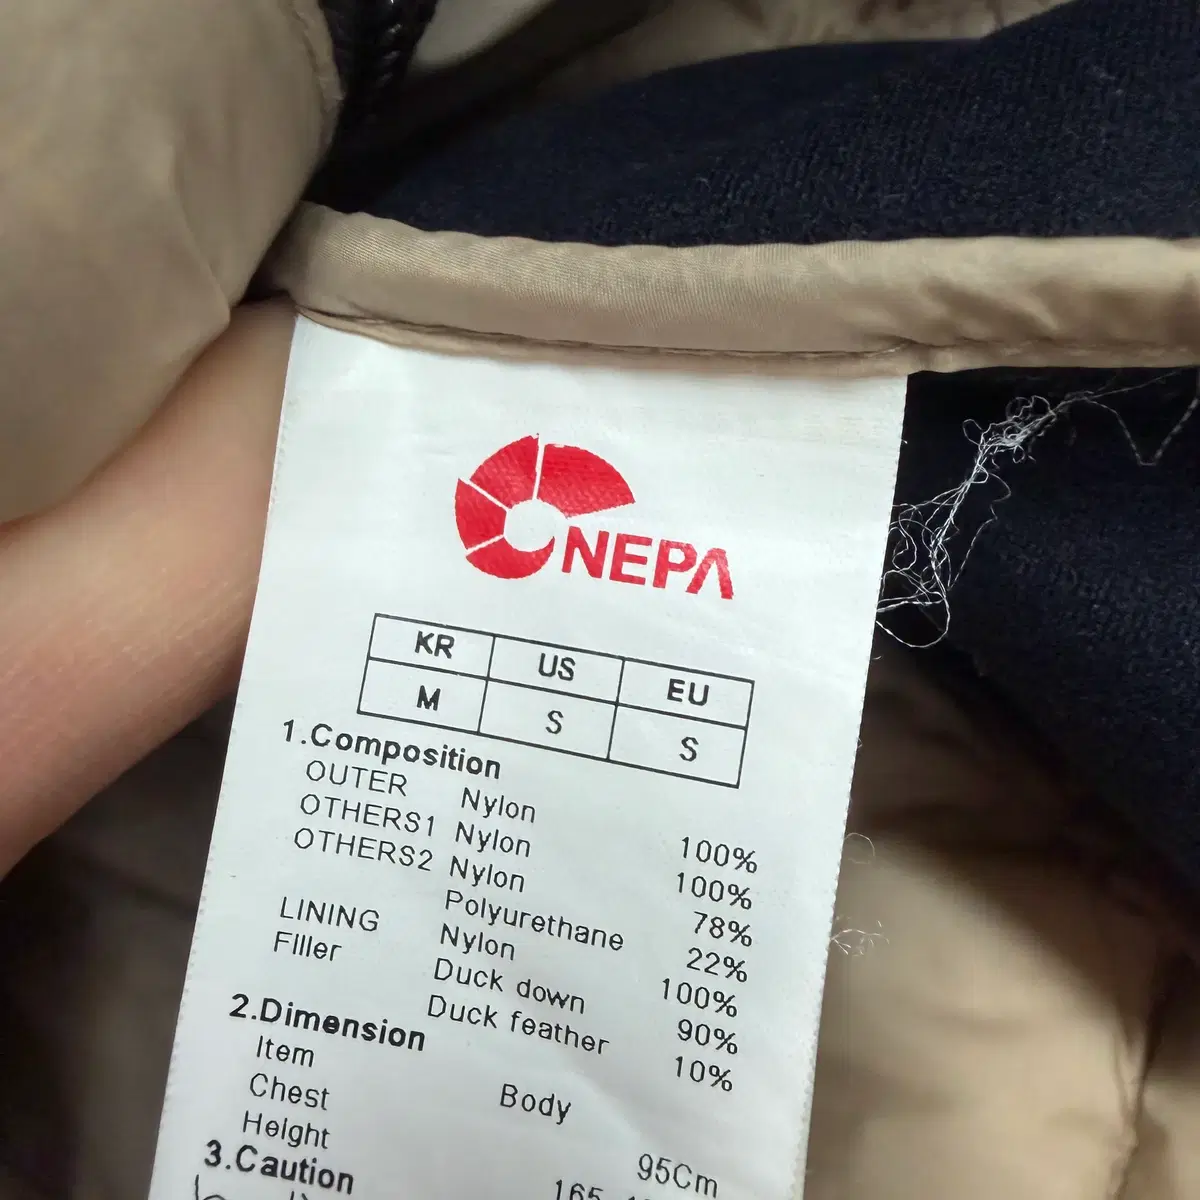 NEPA
KR US EU
M S S
1.Composition
OUTER Nylon 100%
OTHERS1 Nylon 100%
OTHERS2 Nylon 78%
Polyurethane 22%
LINING Nylon 100%
Filler Duck down 90%
Duck feather 10%
2.Dimension
Item Body
Chest 95Cm
Height 165
3.Caution